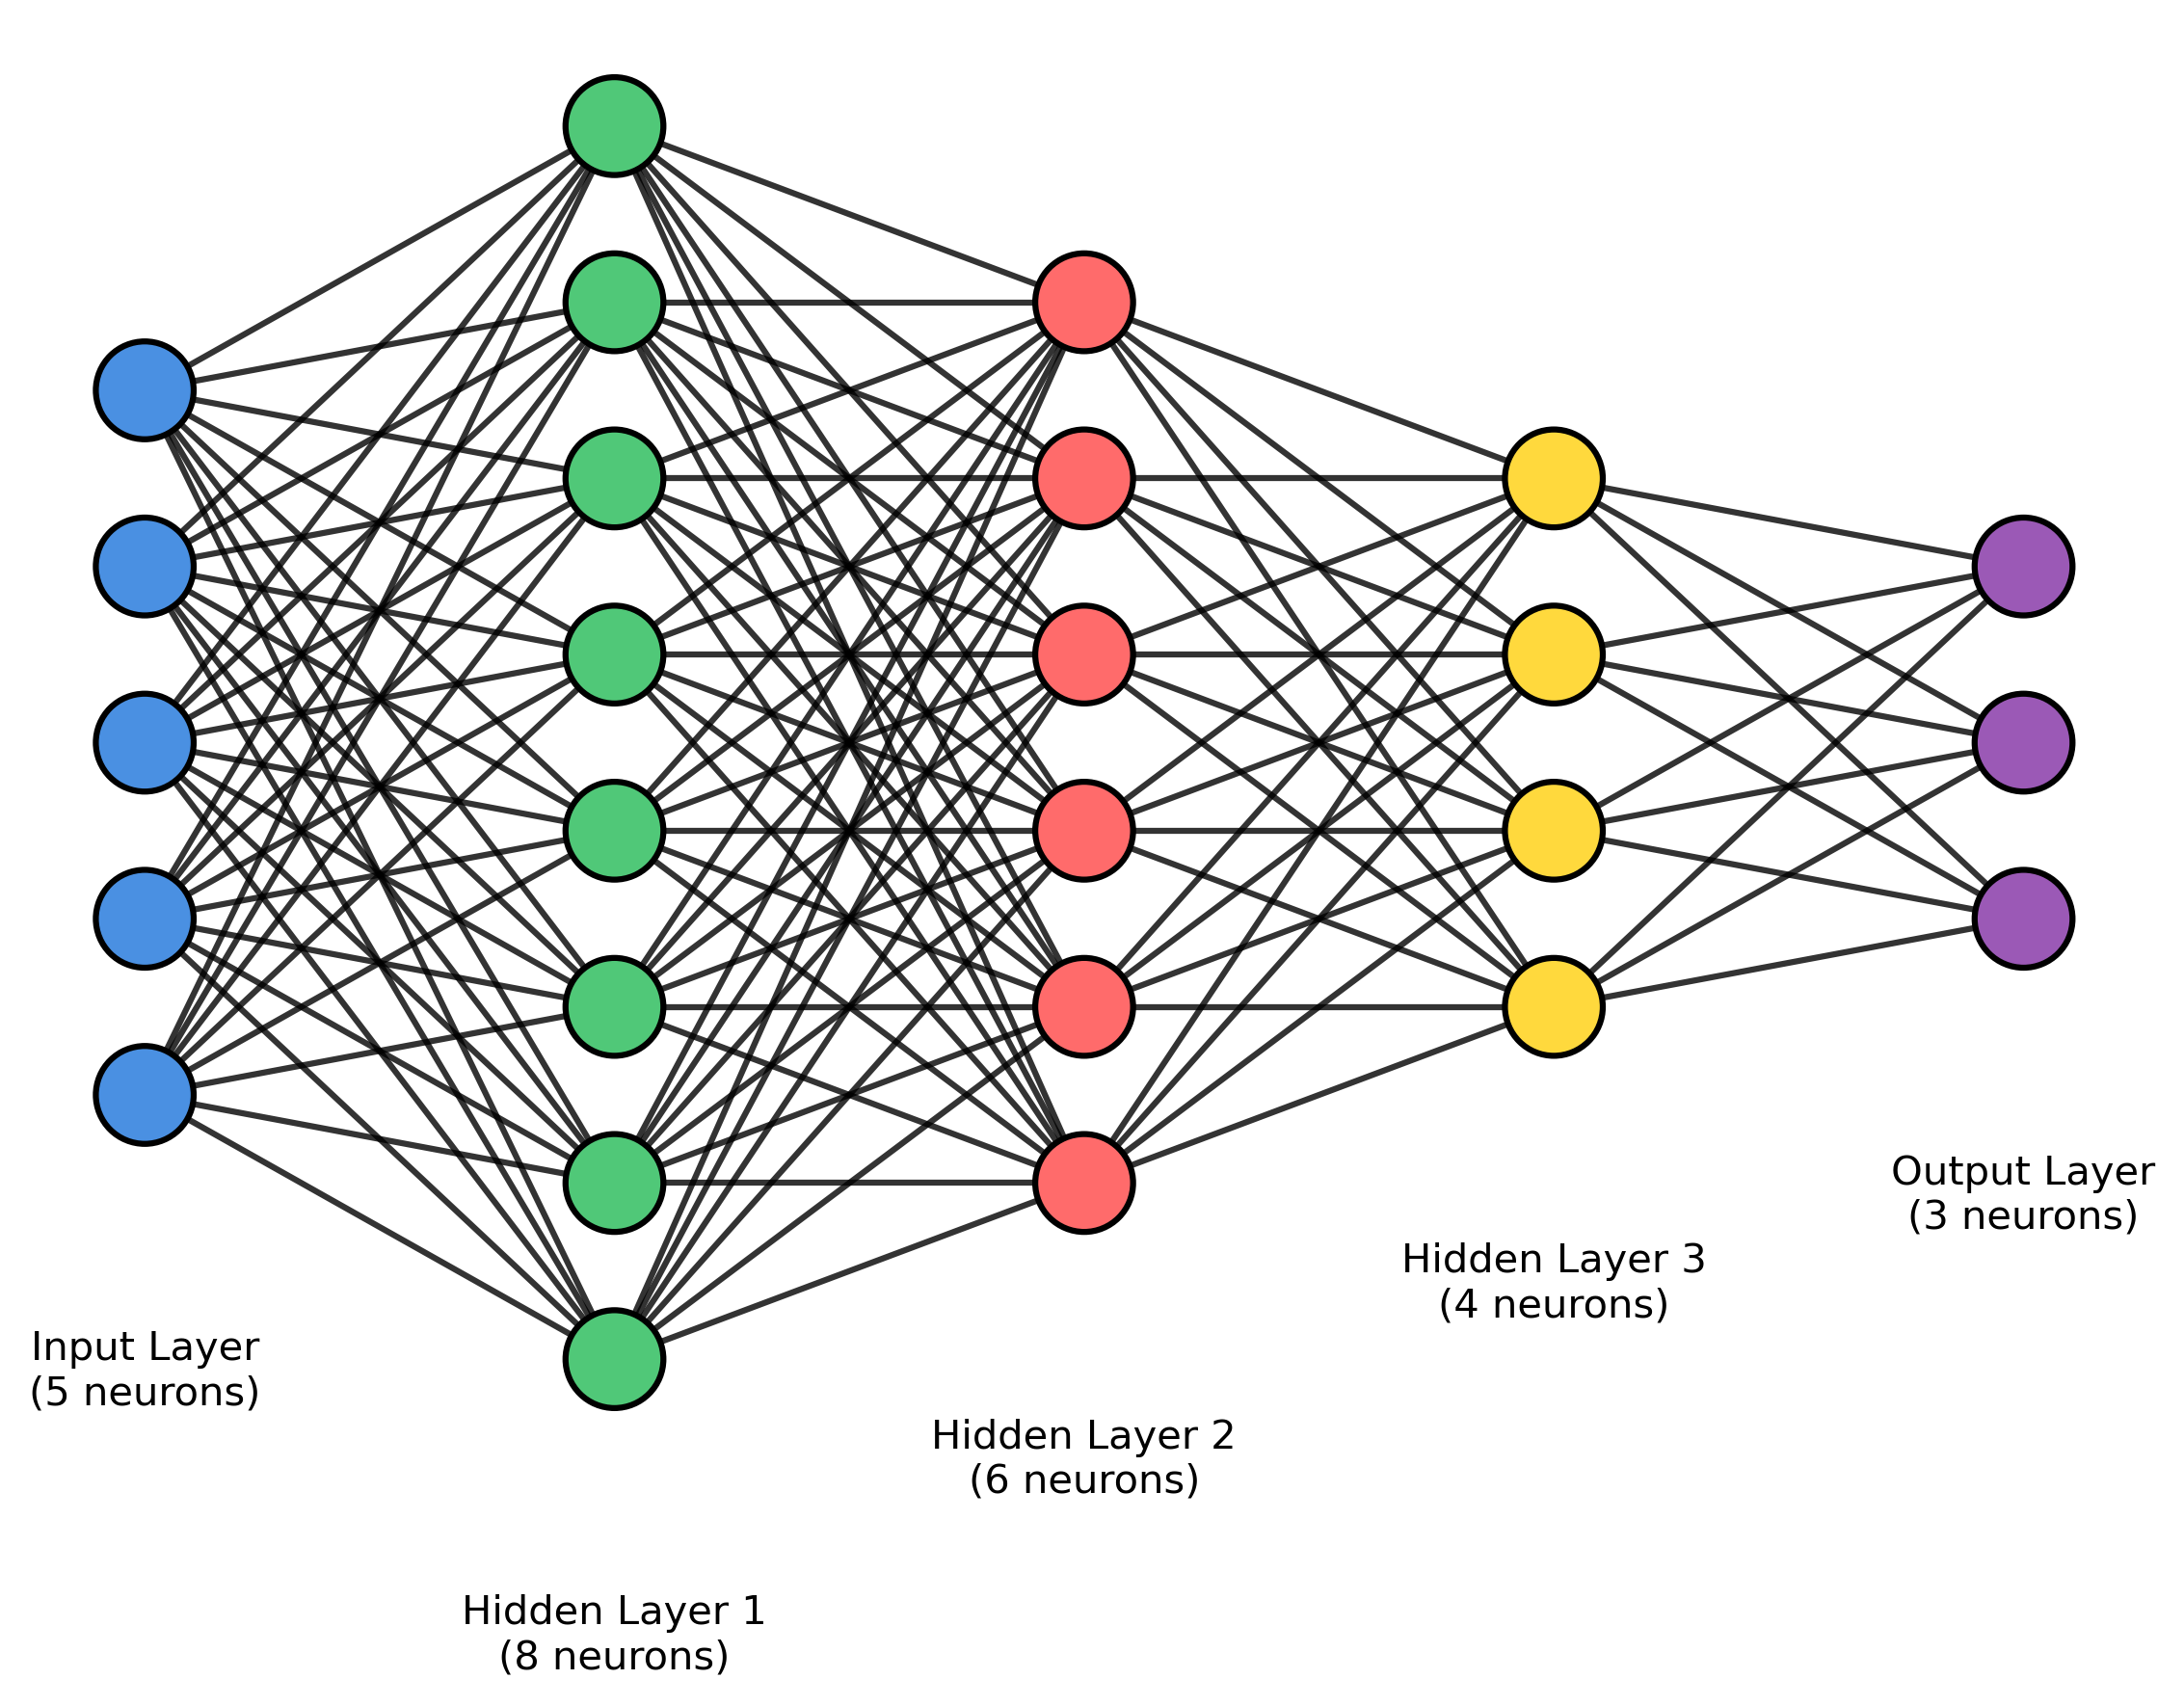 Input Layer
(5 neurons)
Hidden Layer 1
(8 neurons)
Hidden Layer 2
(6 neurons)
Hidden Layer 3
(4 neurons)
Output Layer
(3 neurons)